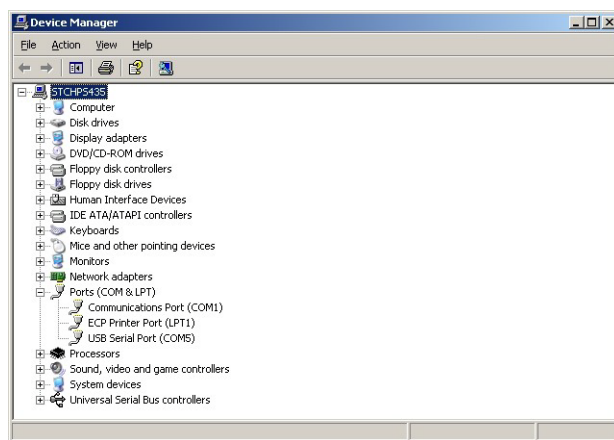 Device Manager
File Action View Help
STCHPS435
Computer
Disk drives
Display adapters
DVD/CD-ROM drives
Floppy disk controllers
Floppy disk drives
Human Interface Devices
IDE ATA/ATAPI controllers
Keyboards
Mice and other pointing devices
Monitors
Network adapters
Ports (COM & LPT)
Communications Port (COM1)
ECP Printer Port (LPT1)
USB Serial Port (COM5)
Processors
Sound, video and game controllers
System devices
Universal Serial Bus controllers